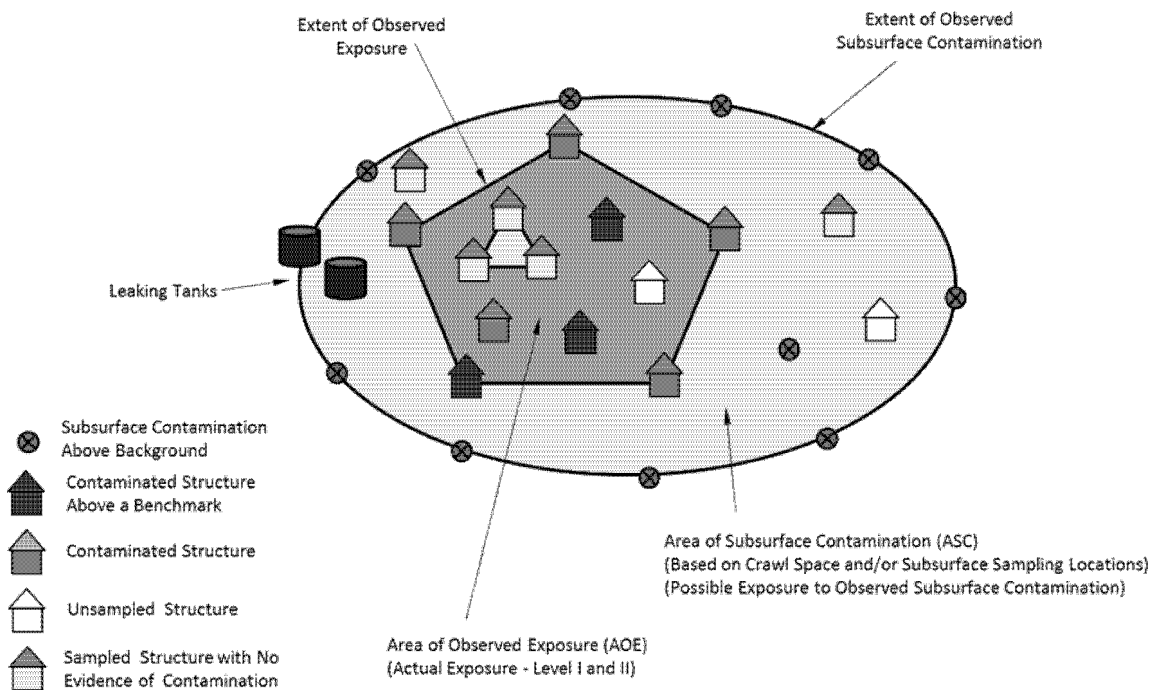 Extent of Observed
Exposure
Extent of Observed
Subsurface Contamination
Leaking Tanks
Subsurface Contamination
Above Background
Contaminated Structure
Above a Benchmark
Contaminated Structure
Unsampled Structure
Sampled Structure with No
Evidence of Contamination
Area of Observed Exposure (AOE)
(Actual Exposure - Level I and II)
Area of Subsurface Contamination (ASC)
(Based on Crawl Space and/or Subsurface Sampling Locations)
(Possible Exposure to Observed Subsurface Contamination)